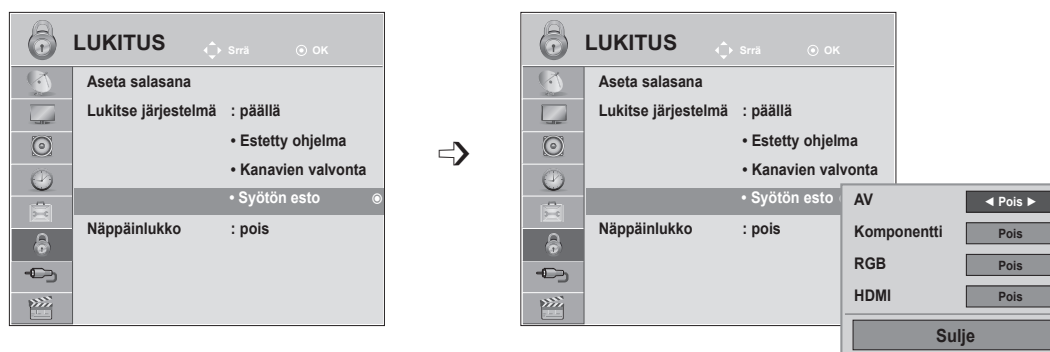 LUKITUS Srrä OK
Aseta salasana
Lukitse järjestelmä : päällä
• Estetty ohjelma
• Kanavien valvonta
• Syötön esto
Näppäinlukko : pois
LUKITUS Srrä OK
Aseta salasana
Lukitse järjestelmä : päällä
• Estetty ohjelma
• Kanavien valvonta
• Syötön esto
Näppäinlukko : pois
AV ◄ Pois ►
Komponentti Pois
RGB Pois
HDMI Pois
Sulje